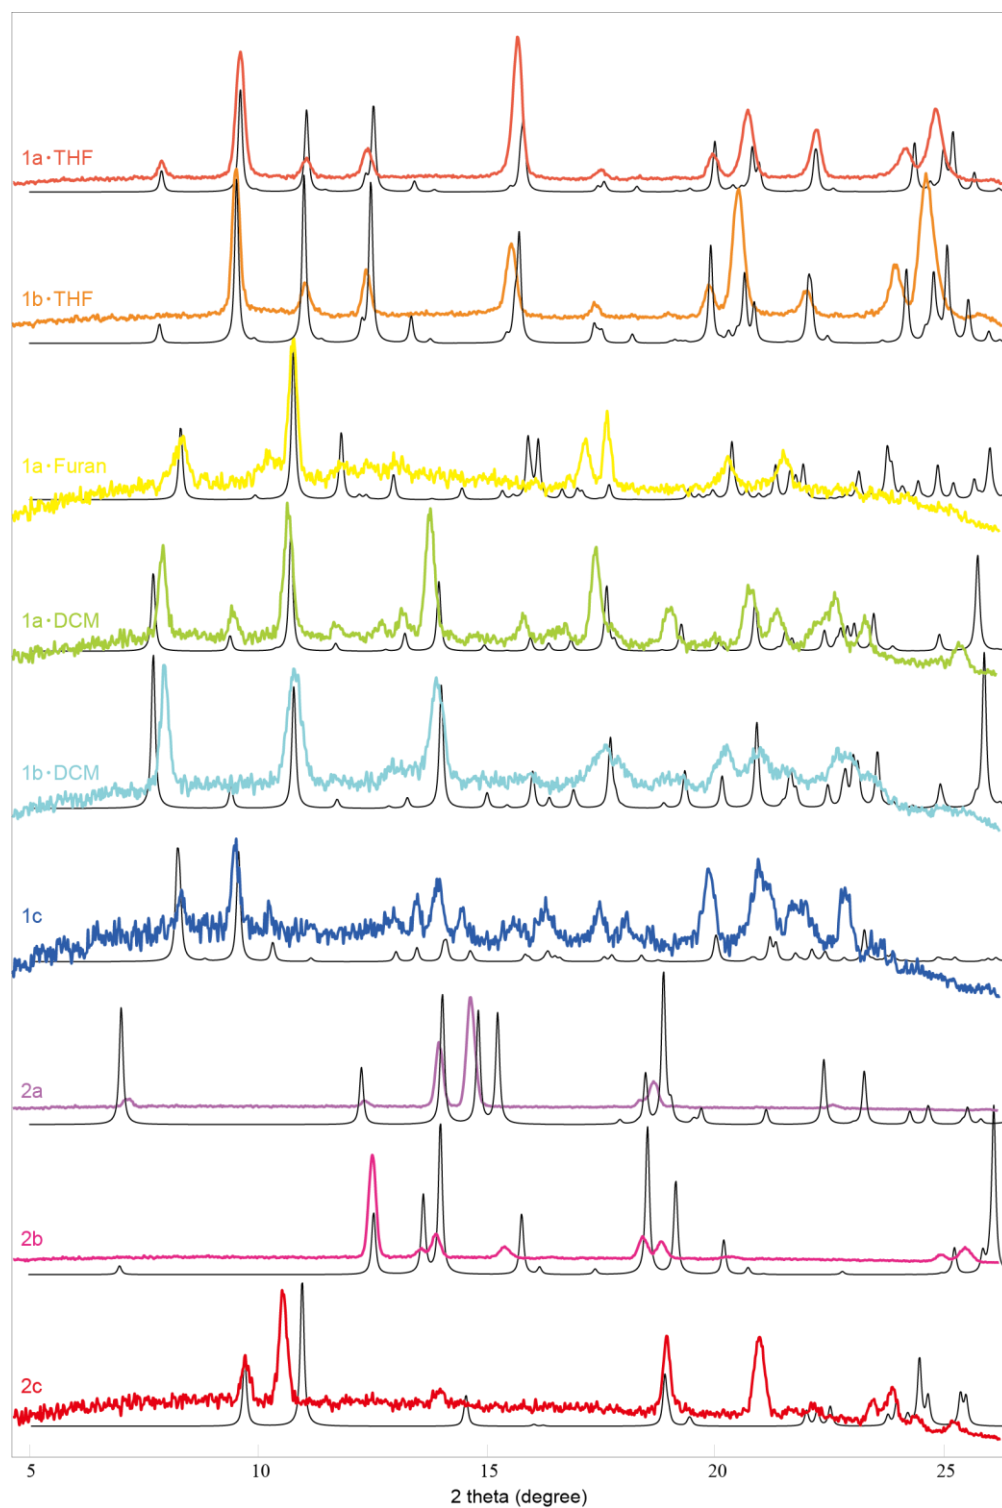 1a·THF
1b·THF
1a·Furan
1a·DCM
1b·DCM
1c
2a
2b
2c
5 10 15 20 25
2 theta (degree)